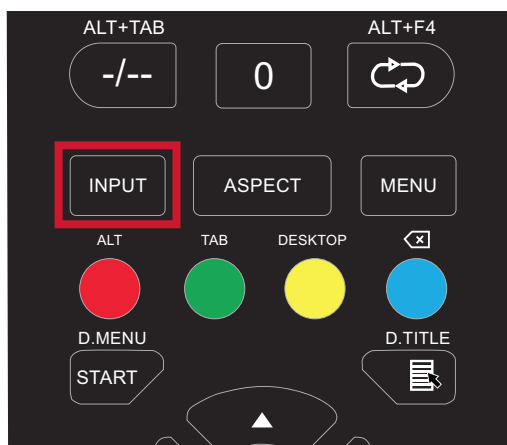 ALT+TAB ALT+F4
-/-- 0
INPUT ASPECT MENU
ALT TAB DESKTOP
D.MENU D.TITLE
START